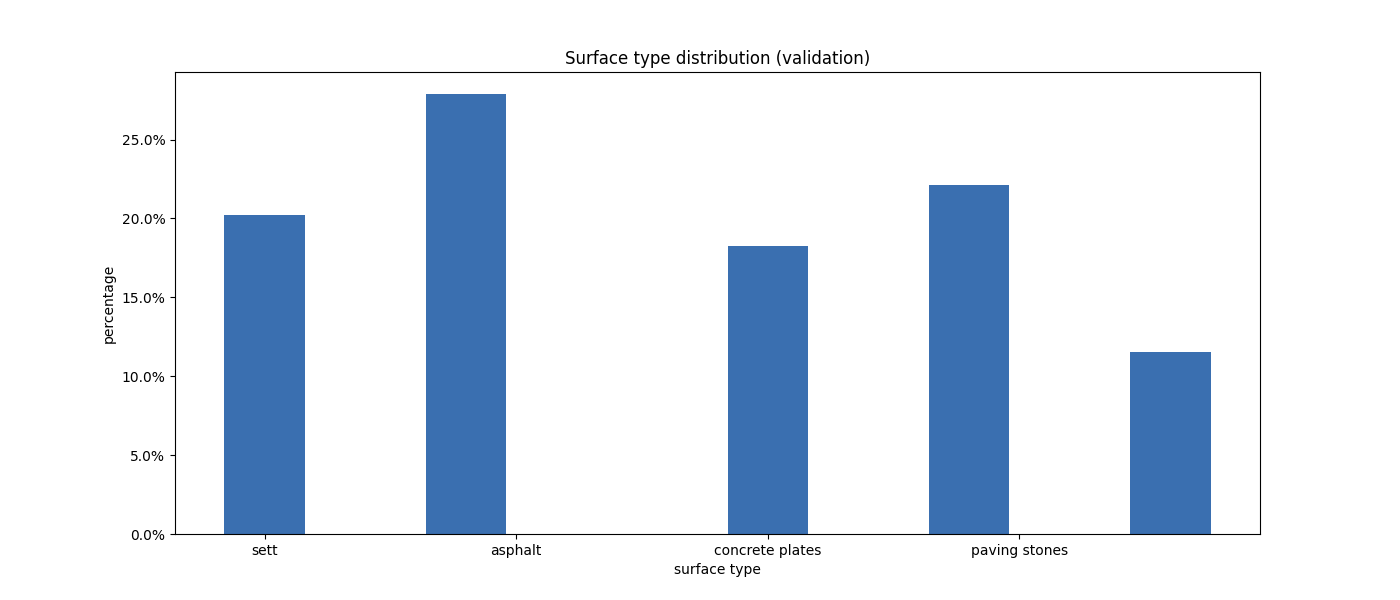 Surface type distribution (validation)
25.0%
20.0%
15.0%
10.0%
5.0%
0.0%
percentage
sett asphalt concrete plates paving stones
surface type